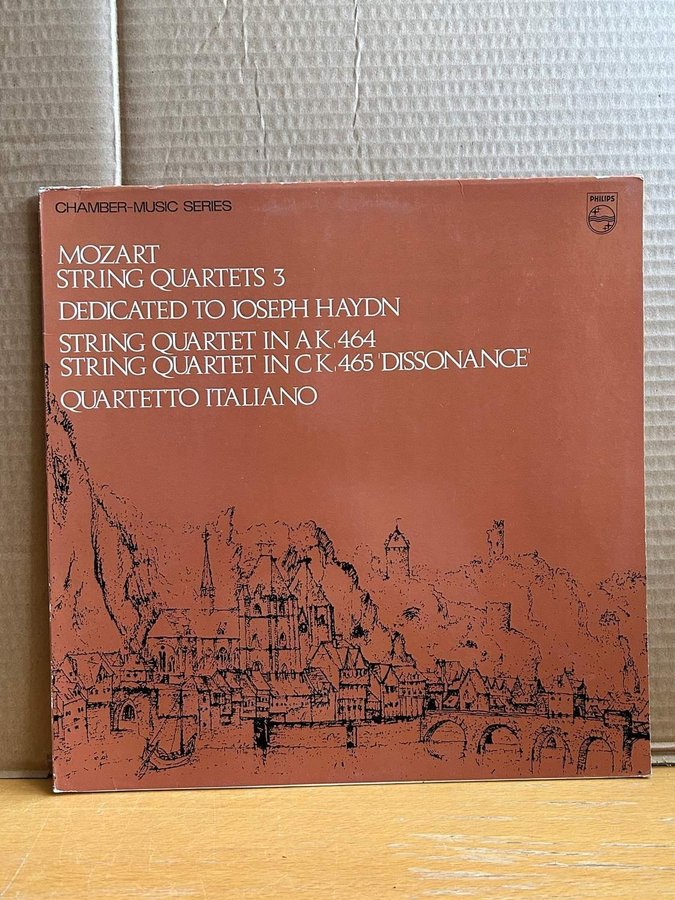 CHAMBER-MUSIC SERIES
PHILIPS
MOZART
STRING QUARTETS 3
DEDICATED TO JOSEPH HAYDN
STRING QUARTET IN A K. 464
STRING QUARTET IN C K. 465 'DISSONANCE'
QUARTETTO ITALIANO